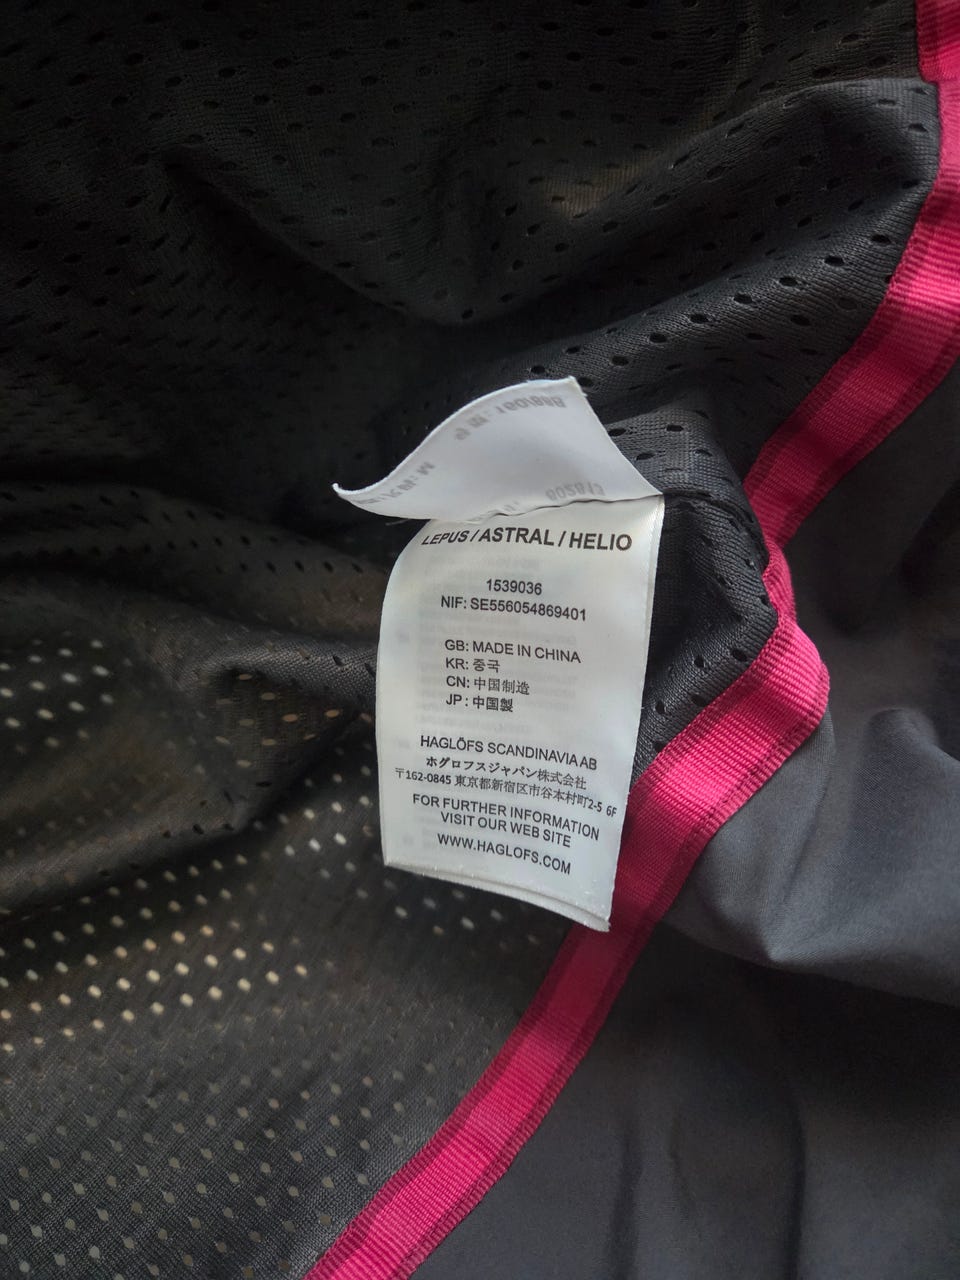 LEPUS / ASTRAL / HELIO
1539036
NIF: SE556054869401
GB: MADE IN CHINA
KR: 중국
CN: 中国制造
JP: 中国製
HAGLÖFS SCANDINAVIA AB
ホグロフスジャパン株式会社
〒162-0845 東京都新宿区市谷本村町2-5 6F
FOR FURTHER INFORMATION
VISIT OUR WEB SITE
WWW.HAGLOFS.COM